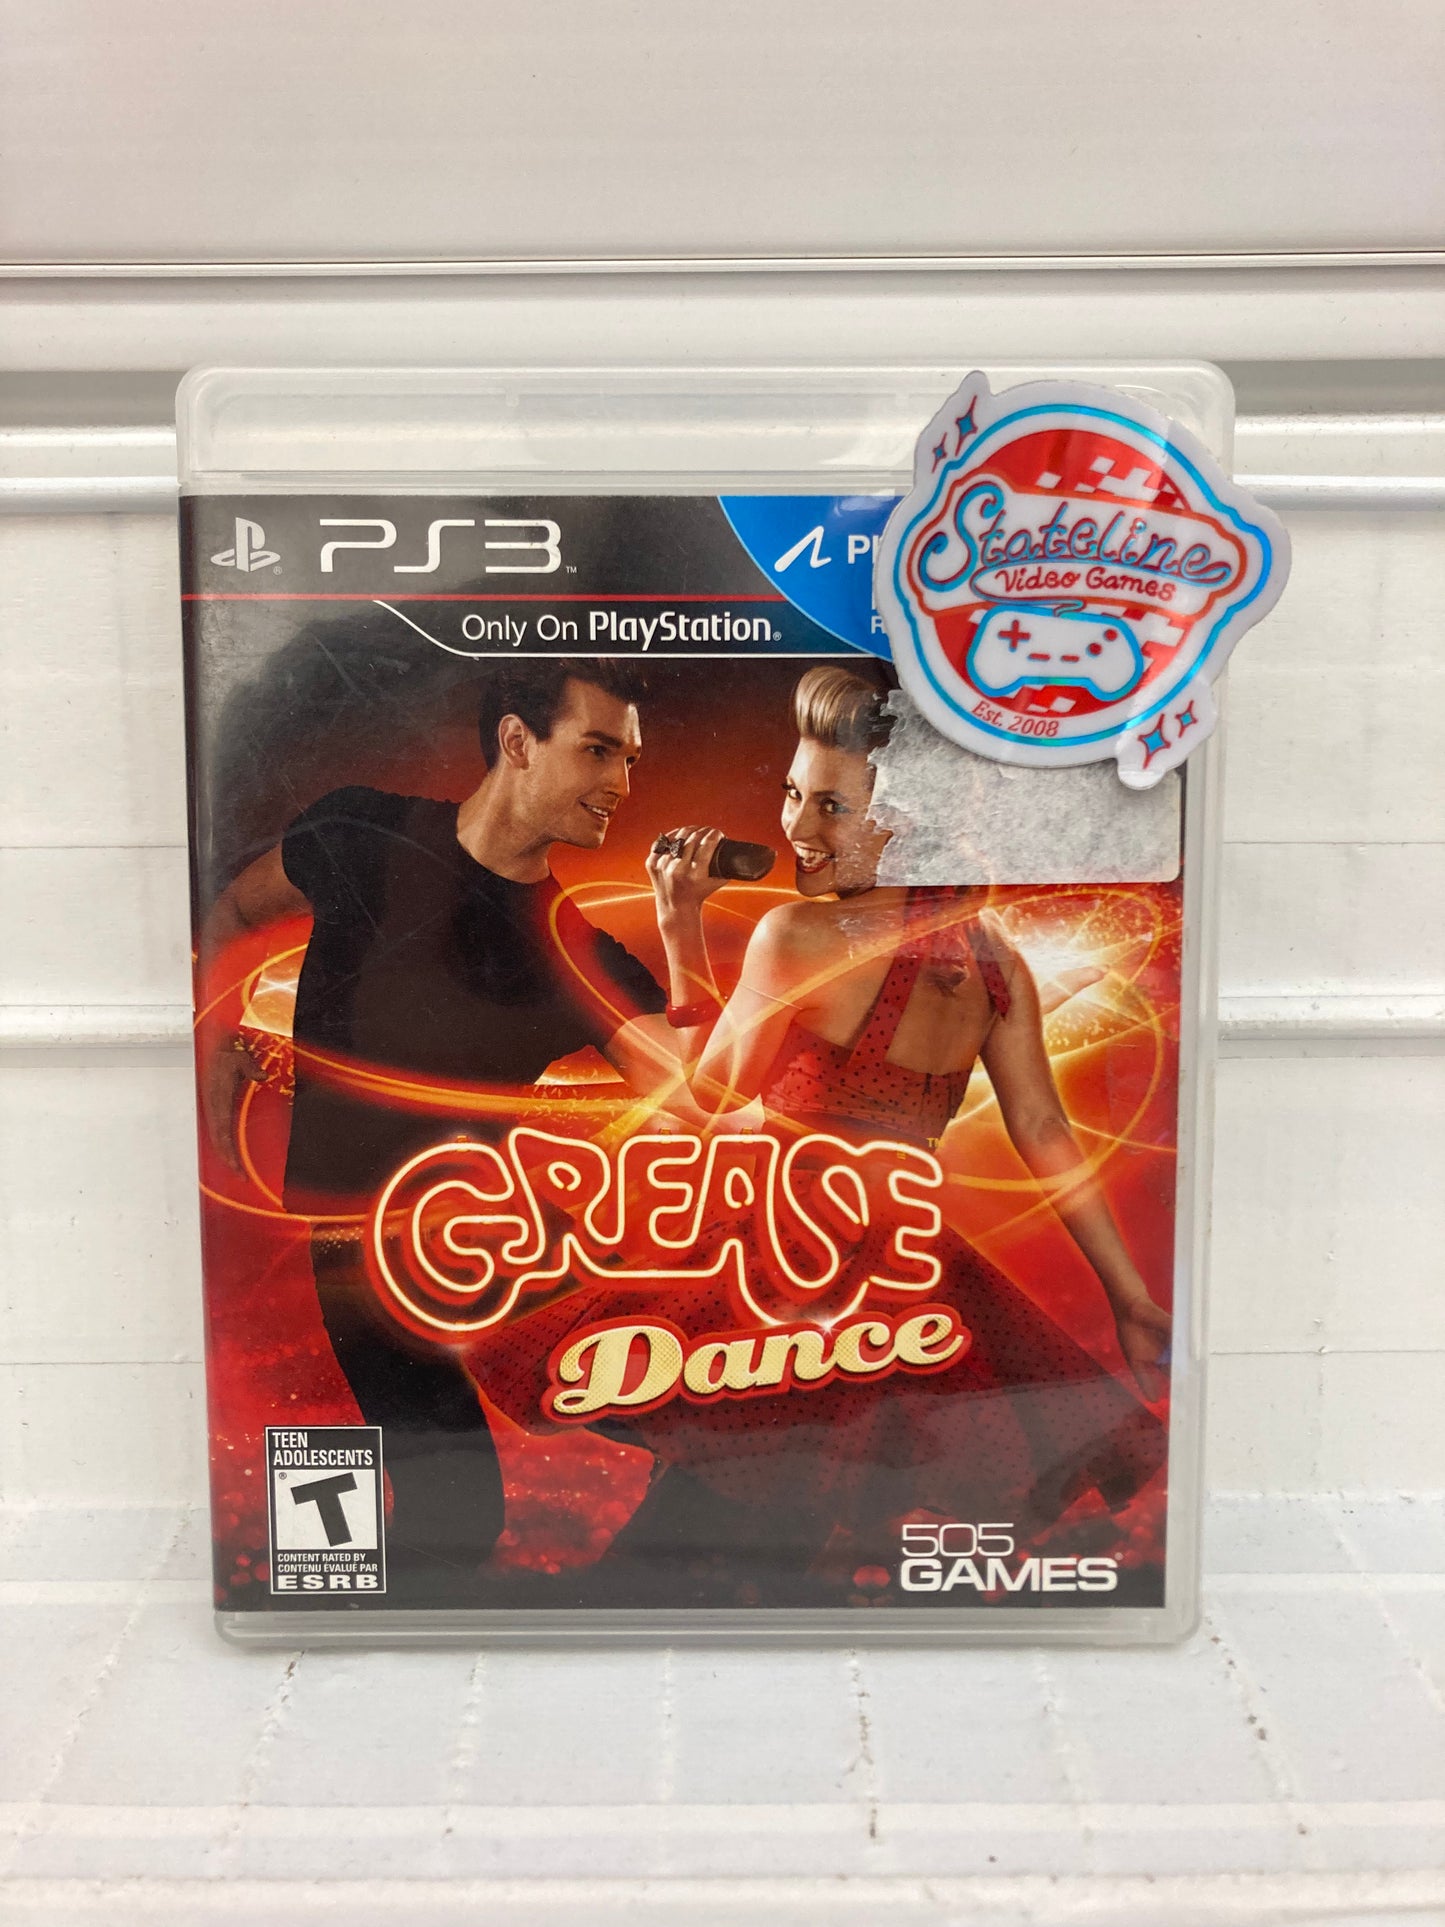 PS3
Only On PlayStation
Stateline
Video Games
Est. 2008
GREASE
Dance
TEEN
ADOLESCENTS
T
CONTENT RATED BY
CONTENU ÉVALUÉ PAR
ESRB
505
GAMES